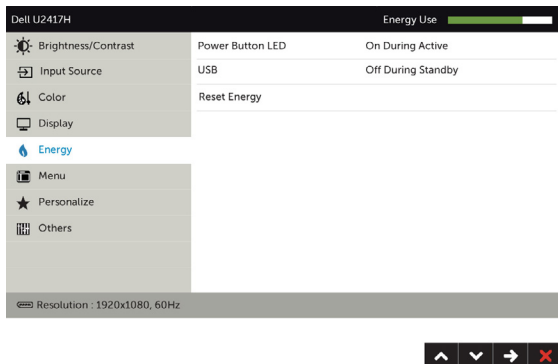 Dell U2417H Energy Use
Brightness/Contrast Power Button LED On During Active
Input Source USB Off During Standby
Color Reset Energy
Display
Energy
Menu
Personalize
Others
Resolution : 1920x1080, 60Hz